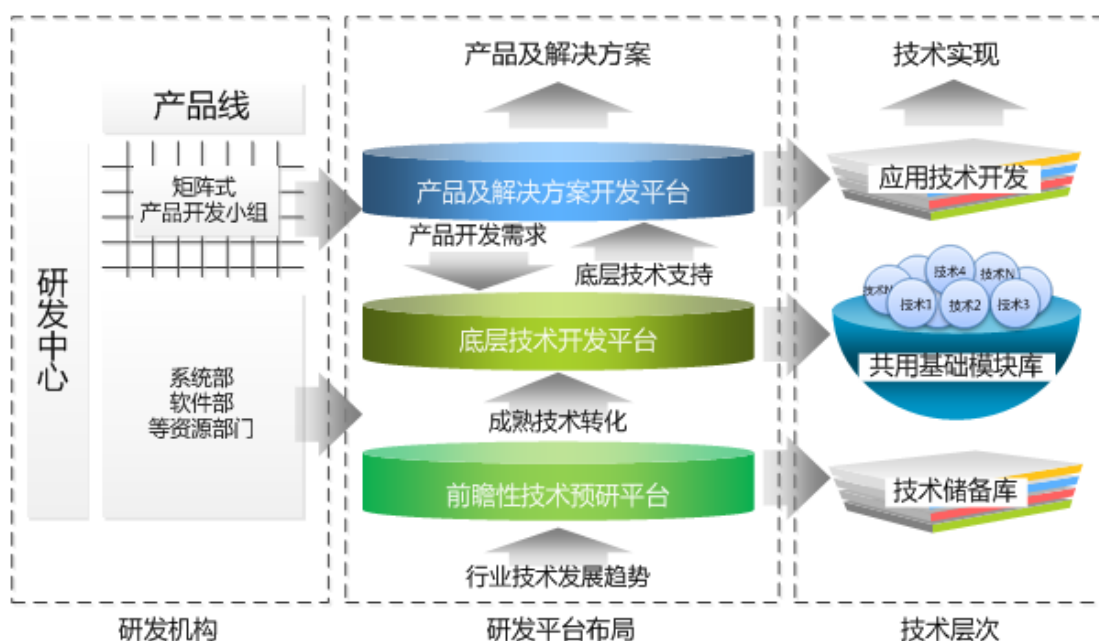 产品线
矩阵式
产品开发小组
研发中心
系统部
软件部
等资源部门
研发机构
产品及解决方案
产品及解决方案开发平台
产品开发需求
底层技术支持
底层技术开发平台
成熟技术转化
前瞻性技术预研平台
行业技术发展趋势
研发平台布局
技术实现
应用技术开发
技术4
技术N
技术N
技术1
技术2
技术3
共用基础模块库
技术储备库
技术层次